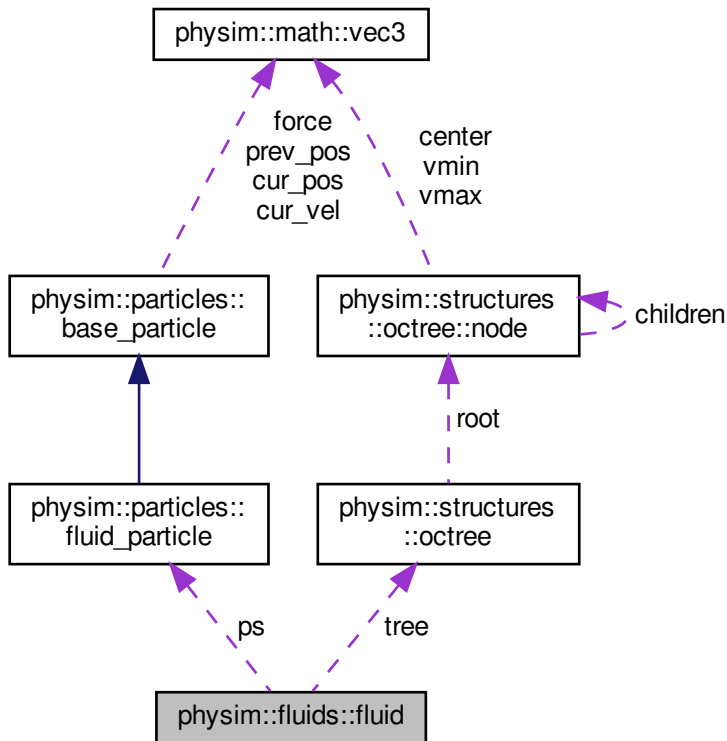 physim::math::vec3
force
prev_pos
cur_pos
cur_vel
center
vmin
vmax
physim::particles::
base_particle
physim::structures
::octree::node
children
root
physim::particles::
fluid_particle
physim::structures
::octree
ps
tree
physim::fluids::fluid